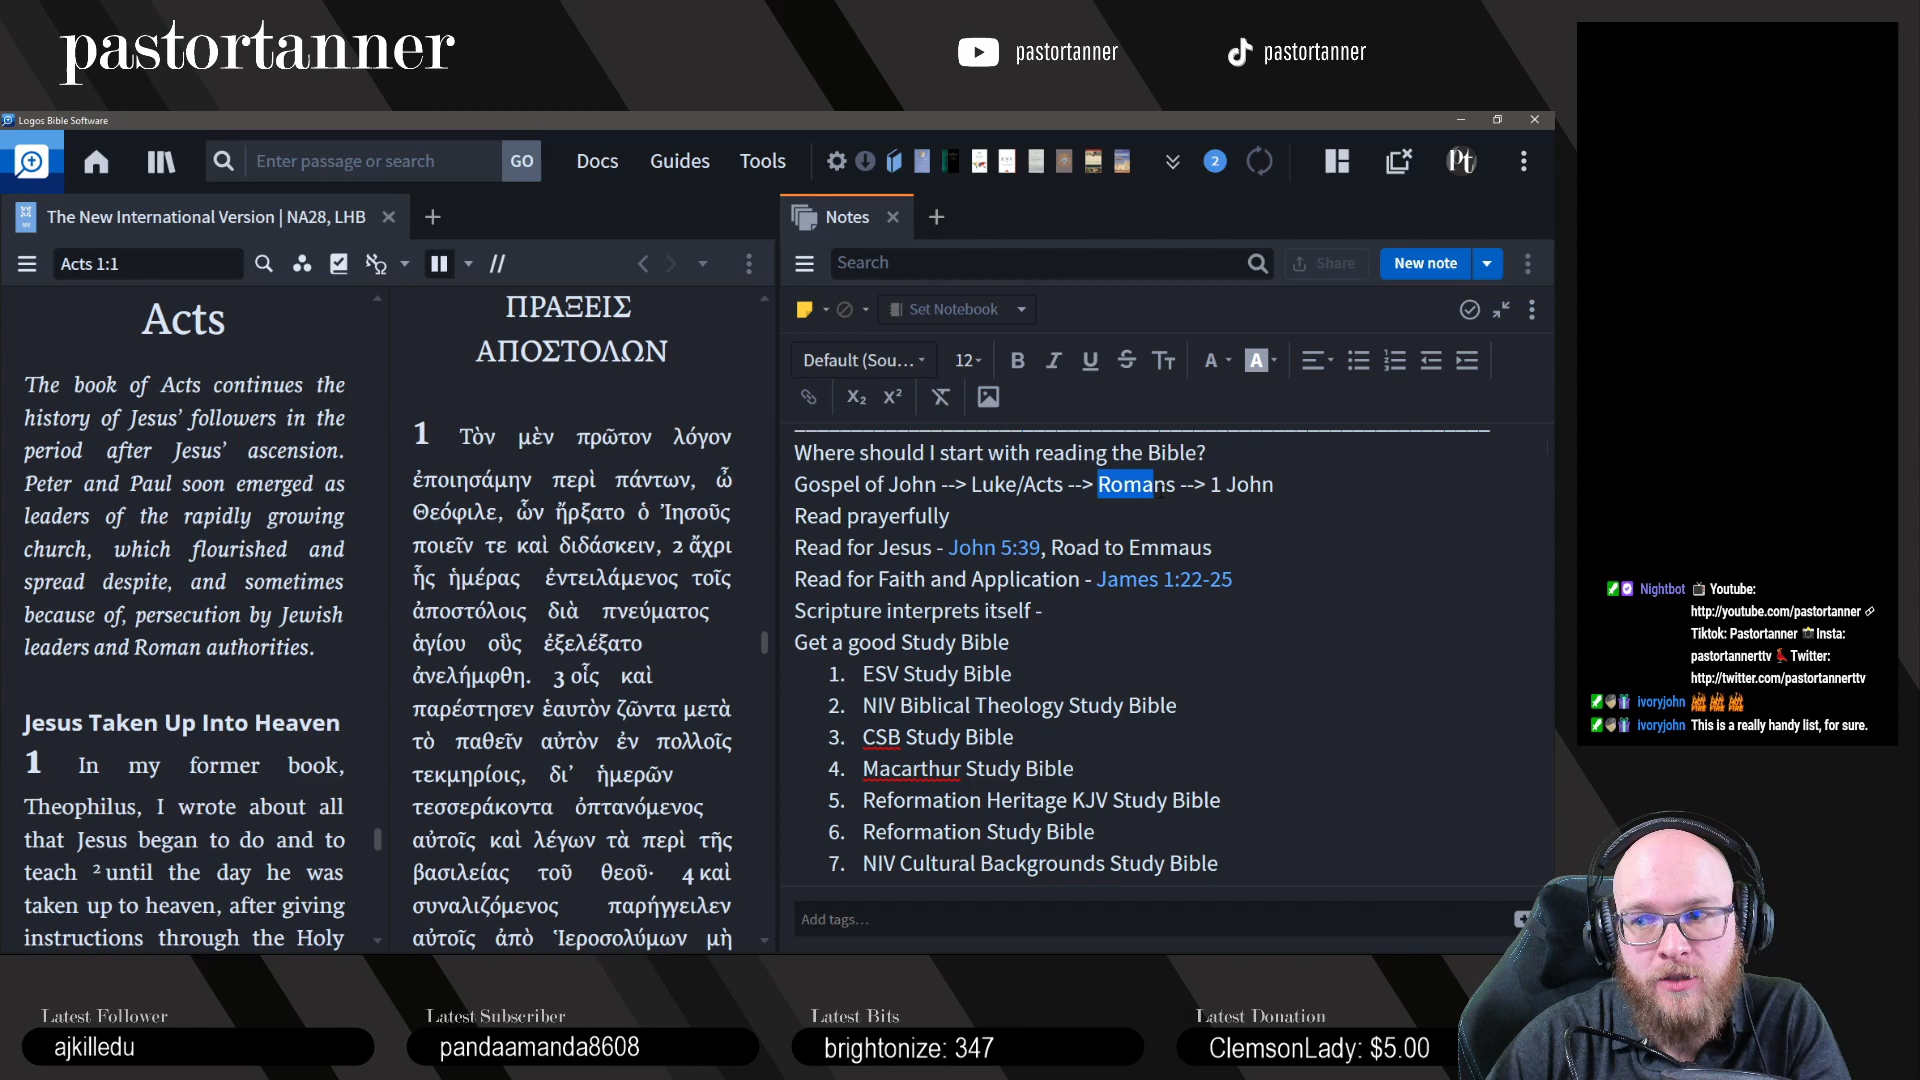 pastortanner
pastortanner
pastortanner
Logos Bible Software
Enter passage or search
GO
Docs
Guides
Tools
2
Pt
The New International Version | NA28, LHB
Acts 1:1
Acts
The book of Acts continues the
history of Jesus' followers in the
period after Jesus' ascension.
Peter and Paul soon emerged as
leaders of the rapidly growing
church, which flourished and
spread despite, and sometimes
because of, persecution by Jewish
leaders and Roman authorities.
Jesus Taken Up Into Heaven
1 In my former book,
Theophilus, I wrote about all
that Jesus began to do and to
teach 2 until the day he was
taken up to heaven, after giving
instructions through the Holy
ΠΡΑΞΕΙΣ
ΑΠΟΣΤΟΛΩΝ
1 Τὸν μὲν πρῶτον λόγον
ἐποιησάμην περὶ πάντων, ὦ
Θεόφιλε, ὧν ἤρξατο ὁ Ἰησοῦς
ποιεῖν τε καὶ διδάσκειν, 2 ἄχρι
ἧς ἡμέρας ἐντειλάμενος τοῖς
ἀποστόλοις διὰ πνεύματος
ἁγίου οὓς ἐξελέξατο
ἀνελήμφθη. 3 οἷς καὶ
παρέστησεν ἑαυτὸν ζῶντα μετὰ
τὸ παθεῖν αὐτὸν ἐν πολλοῖς
τεκμηρίοις, δι' ἡμερῶν
τεσσεράκοντα ὀπτανόμενος
αὐτοῖς καὶ λέγων τὰ περὶ τῆς
βασιλείας τοῦ θεοῦ· 4 καὶ
συναλιζόμενος παρήγγειλεν
αὐτοῖς ἀπὸ Ἱεροσολύμων μὴ
Notes
Search
Share
New note
Set Notebook
Default (Sou...
12
Where should I start with reading the Bible?
Gospel of John --> Luke/Acts --> Romans --> 1 John
Read prayerfully
Read for Jesus - John 5:39, Road to Emmaus
Read for Faith and Application - James 1:22-25
Scripture interprets itself -
Get a good Study Bible
1. ESV Study Bible
2. NIV Biblical Theology Study Bible
3. CSB Study Bible
4. Macarthur Study Bible
5. Reformation Heritage KJV Study Bible
6. Reformation Study Bible
7. NIV Cultural Backgrounds Study Bible
Add tags...
Nightbot Youtube:
http://youtube.com/pastortanner
Tiktok: Pastortanner Insta:
pastortannerttv Twitter:
http://twitter.com/pastortannerttv
ivoryjohn
ivoryjohn This is a really handy list, for sure.
Latest Follower
ajkilledu
Latest Subscriber
pandaamanda8608
Latest Bits
brightonize: 347
Latest Donation
ClemsonLady: $5.00